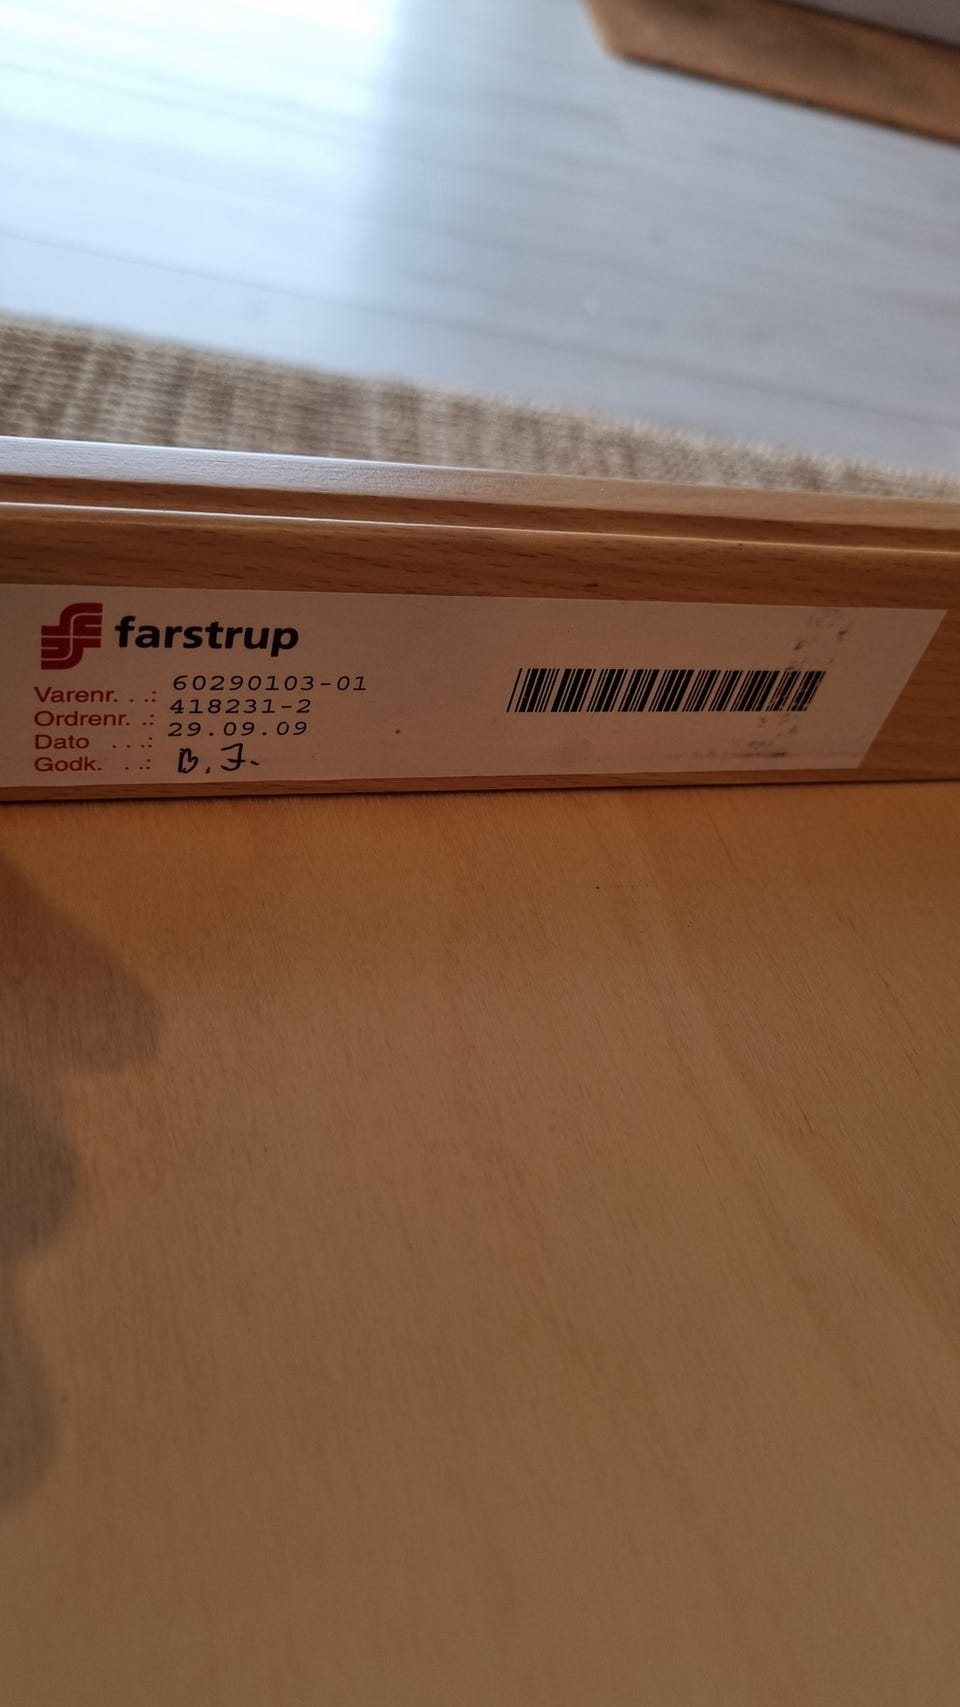 farstrup
Varenr. . .: 60290103-01
Ordrenr. .: 418231-2
Dato . . .: 29.09.09
Godk. . .: B.J.